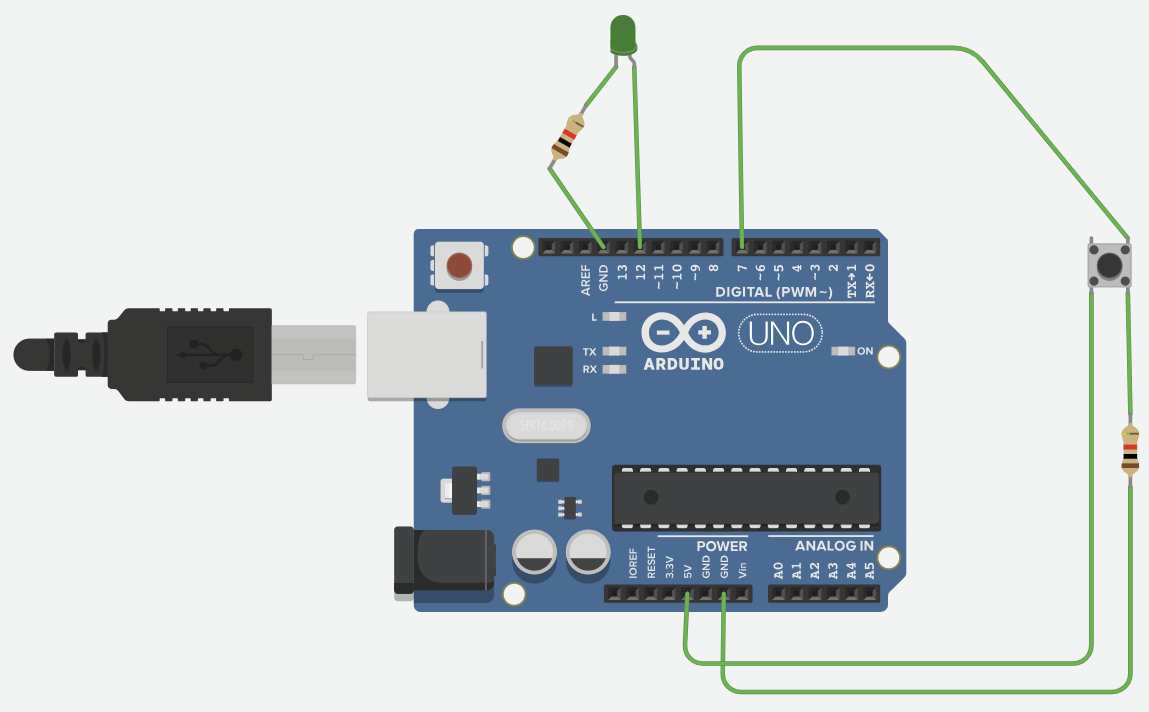 AREF
GND
13
12
~11
~10
~9
8
7
~6
~5
4
~3
2
TX→1
RX←0
DIGITAL (PWM~)
L
TX
RX
ARDUINO
UNO
ON
SPK16.000G
POWER
ANALOG IN
IOREF
RESET
3.3V
5V
GND
GND
Vin
A0
A1
A2
A3
A4
A5